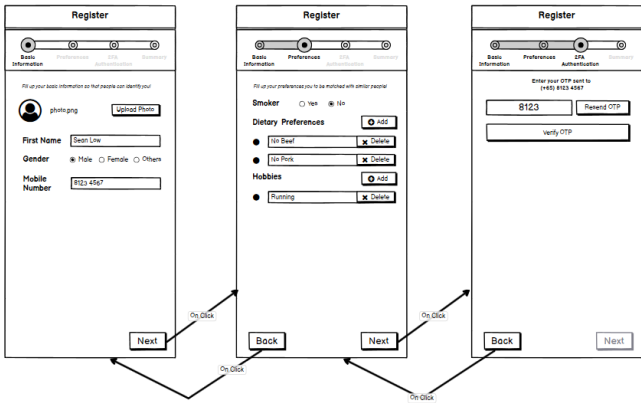 Register
Basic Information
Preferences
2FA Authentication
Summary
Fill up your basic information so that people can identify you!
photo.png
Upload Photo
First Name
Sean Low
Gender
Male
Female
Others
Mobile Number
8123 4567
Next
On Click
Register
Basic Information
Preferences
2FA Authentication
Summary
Fill up your preferences you to be matched with similar people!
Smoker
Yes
No
Dietary Preferences
Add
No Beef
Delete
No Pork
Delete
Hobbies
Add
Running
Delete
Back
Next
On Click
On Click
Register
Basic Information
Preferences
2FA Authentication
Summary
Enter your OTP sent to
(+65) 8123 4567
8123
Resend OTP
Verify OTP
Back
Next
On Click